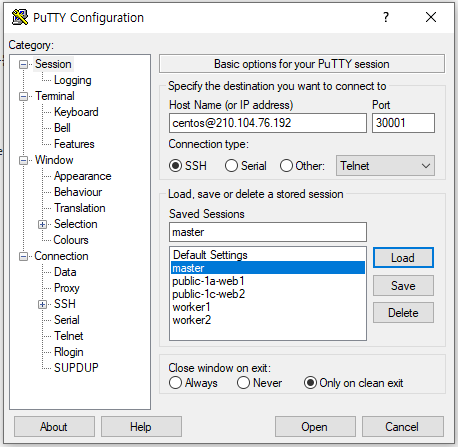 PuTTY Configuration
Category:
Session
Logging
Terminal
Keyboard
Bell
Features
Window
Appearance
Behaviour
Translation
Selection
Colours
Connection
Data
Proxy
SSH
Serial
Telnet
Rlogin
SUPDUP
Basic options for your PuTTY session
Specify the destination you want to connect to
Host Name (or IP address) Port
centos@210.104.76.192 30001
Connection type:
SSH Serial Other: Telnet
Load, save or delete a stored session
Saved Sessions
master
Default Settings
master
public-1a-web1
public-1c-web2
worker1
worker2
Load
Save
Delete
Close window on exit:
Always Never Only on clean exit
About Help Open Cancel